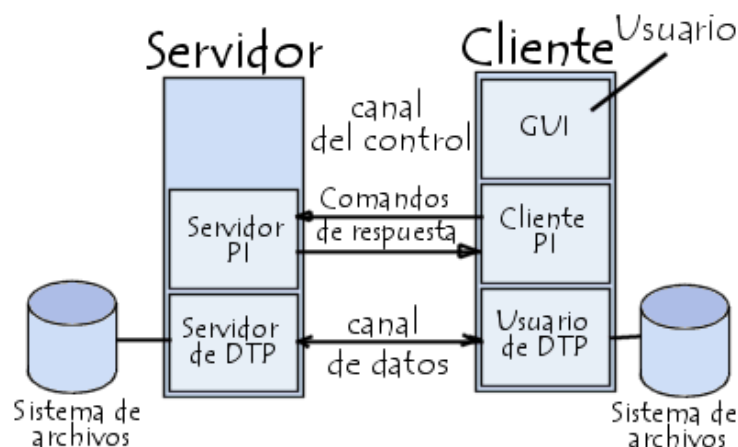 Servidor
Cliente
Usuario
canal
del control
GUI
Comandos
de respuesta
Servidor
PI
Cliente
PI
Servidor
de DTP
canal
de datos
Usuario
de DTP
Sistema de
archivos
Sistema de
archivos